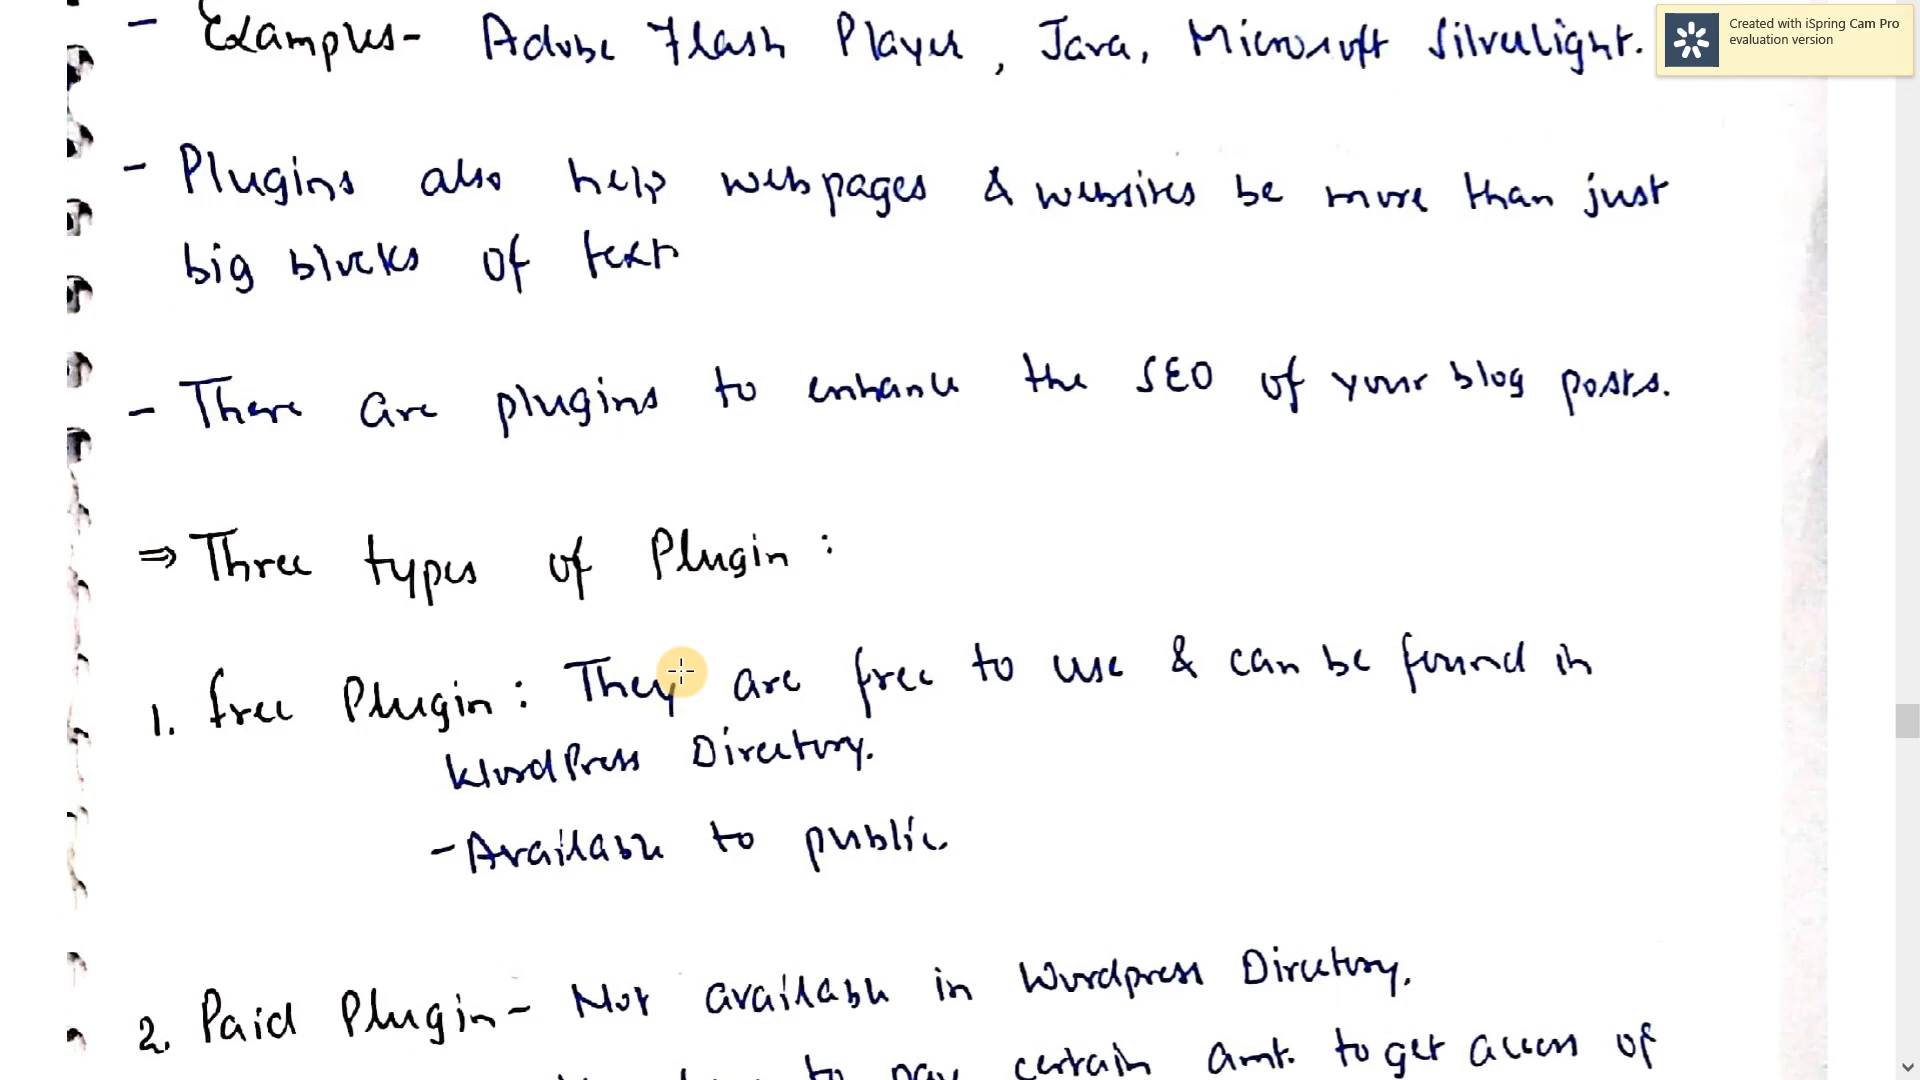 - Examples- Adobe Flash Player, Java, Microsoft Silverlight.
Created with iSpring Cam Pro
evaluation version
- Plugins also help webpages & websites be more than just
big blocks of text
- There are plugins to enhance the SEO of your blog posts.
⇒ Three types of Plugin :
1. Free Plugin : They are free to use & can be found in
WordPress Directory.
- Available to public.
2. Paid Plugin - Not available in Wordpress Directory.
to pay certain amt. to get access of